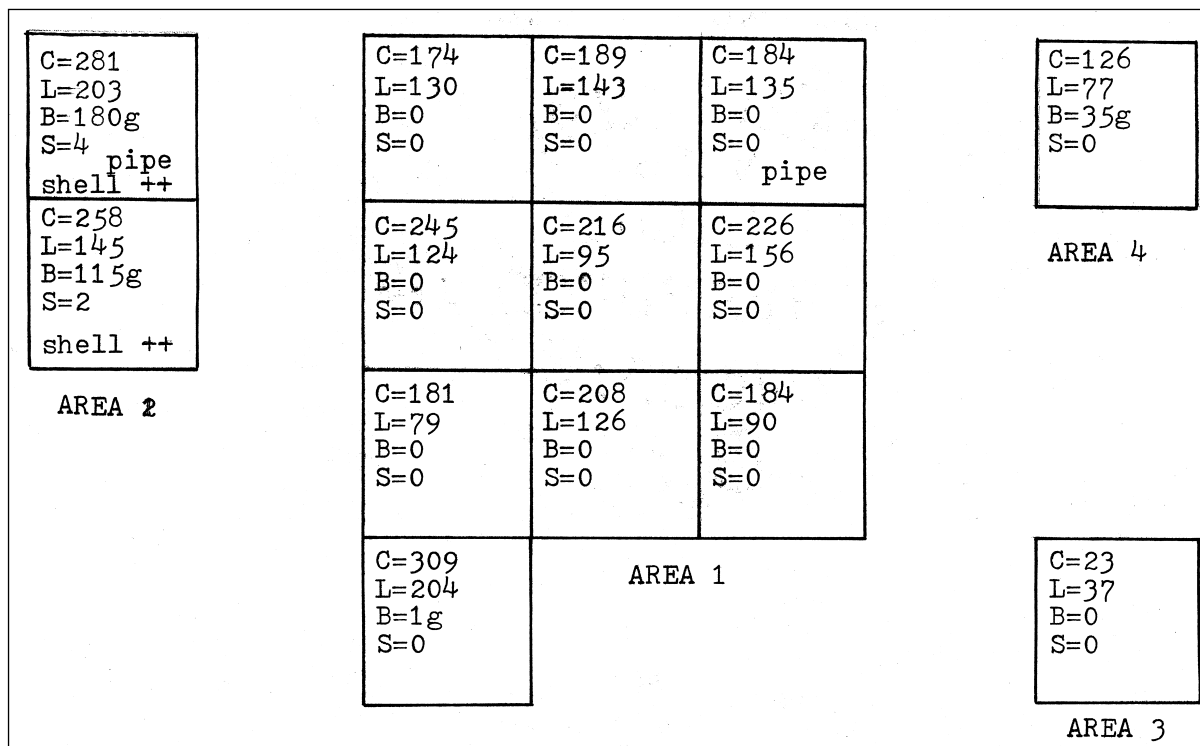 C=281
L=203
B=180g
S=4
pipe
shell ++
C=258
L=145
B=115g
S=2
shell ++
AREA 2
C=174
L=130
B=0
S=0
C=189
L=143
B=0
S=0
C=184
L=135
B=0
S=0
pipe
C=245
L=124
B=0
S=0
C=216
L=95
B=0
S=0
C=226
L=156
B=0
S=0
C=181
L=79
B=0
S=0
C=208
L=126
B=0
S=0
C=184
L=90
B=0
S=0
C=309
L=204
B=1g
S=0
AREA 1
C=126
L=77
B=35g
S=0
AREA 4
C=23
L=37
B=0
S=0
AREA 3